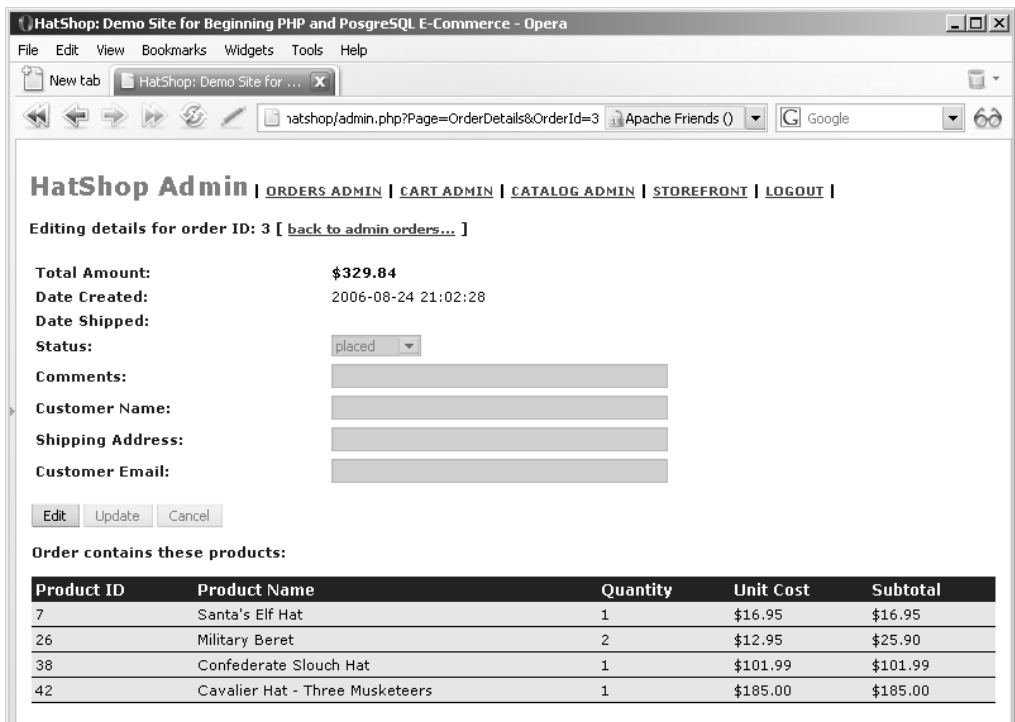 HatShop: Demo Site for Beginning PHP and PosgreSQL E-Commerce - Opera
File Edit View Bookmarks Widgets Tools Help
New tab HatShop: Demo Site for ...
hatshop/admin.php?Page=OrderDetails&OrderId=3 Apache Friends () Google
HatShop Admin | ORDERS ADMIN | CART ADMIN | CATALOG ADMIN | STOREFRONT | LOGOUT |
Editing details for order ID: 3 [ back to admin orders... ]
Total Amount: $329.84
Date Created: 2006-08-24 21:02:28
Date Shipped:
Status: placed
Comments:
Customer Name:
Shipping Address:
Customer Email:
Edit Update Cancel
Order contains these products:
Product ID Product Name Quantity Unit Cost Subtotal
7 Santa's Elf Hat 1 $16.95 $16.95
26 Military Beret 2 $12.95 $25.90
38 Confederate Slouch Hat 1 $101.99 $101.99
42 Cavalier Hat - Three Musketeers 1 $185.00 $185.00